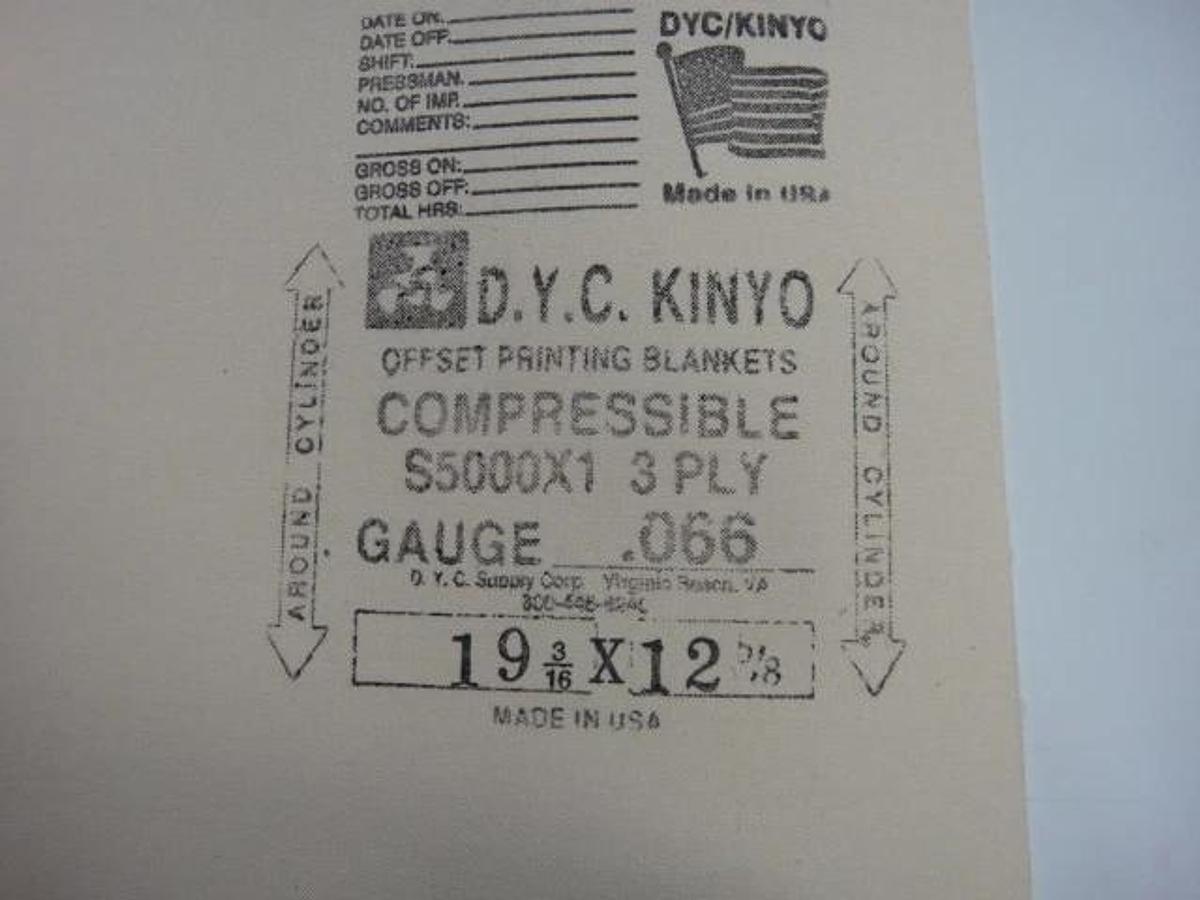 DATE ON:
DATE OFF:
SHIFT:
PRESSMAN:
NO. OF IMP.
COMMENTS:
GROSS ON:
GROSS OFF:
TOTAL HRS:
DYC/KINYO
Made in USA
D.Y.C. KINYO
OFFSET PRINTING BLANKETS
COMPRESSIBLE
S5000X1 3 PLY
GAUGE .066
D. Y. C. Supply Corp. Virginia Beach, VA
19 3/16 X 12 5/8
MADE IN USA
AROUND CYLINDER
AROUND CYLINDER